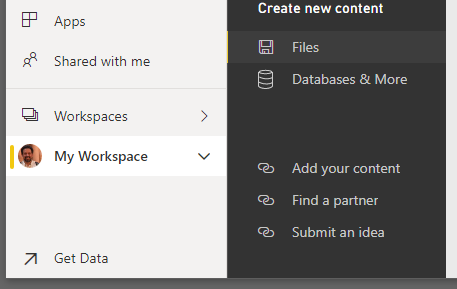 Apps
Shared with me
Workspaces
My Workspace
Get Data
Create new content
Files
Databases & More
Add your content
Find a partner
Submit an idea